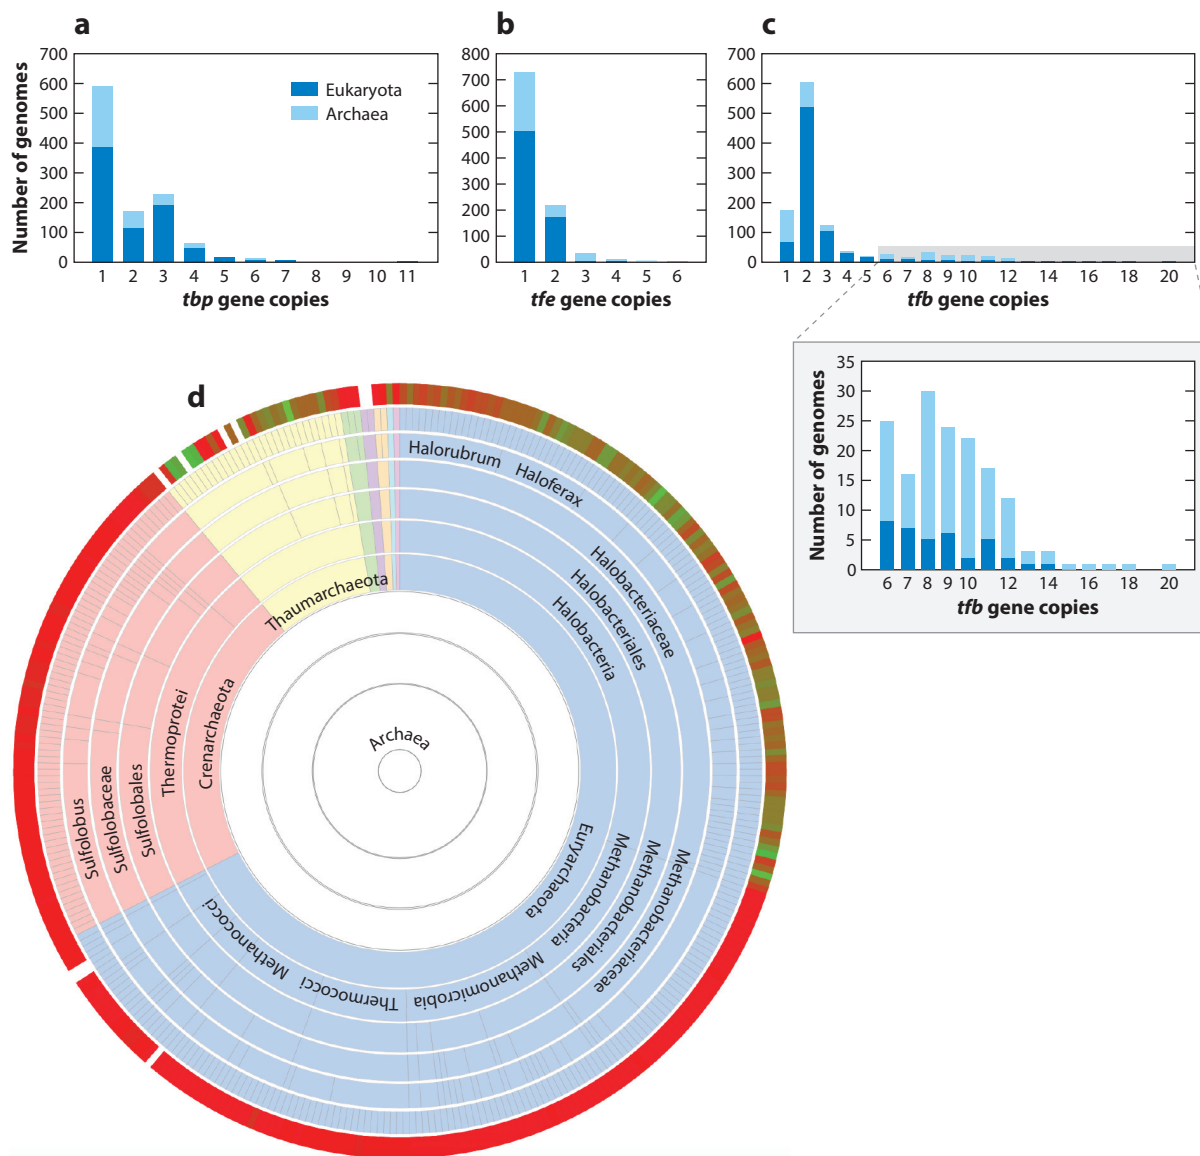 a
700
600
500
400
300
200
100
0
Number of genomes
Eukaryota
Archaea
1 2 3 4 5 6 7 8 9 10 11
tbp gene copies
b
800
700
600
500
400
300
200
100
0
1 2 3 4 5 6
tfe gene copies
c
700
600
500
400
300
200
100
0
1 2 3 4 5 6 7 8 9 10 12 14 16 18 20
tfb gene copies
35
30
25
20
15
10
5
0
Number of genomes
6 7 8 9 10 12 14 16 18 20
tfb gene copies
d
Halorubrum
Haloferax
Halobacteriaceae
Halobacteriales
Halobacteria
Thaumarchaeota
Archaea
Crenarchaeota
Thermoprotei
Sulfolobales
Sulfolobaceae
Sulfolobus
Euryarchaeota
Methanobacteria
Methanobacteriales
Methanobacteriaceae
Methanomicrobia
Thermococci
Methanococci